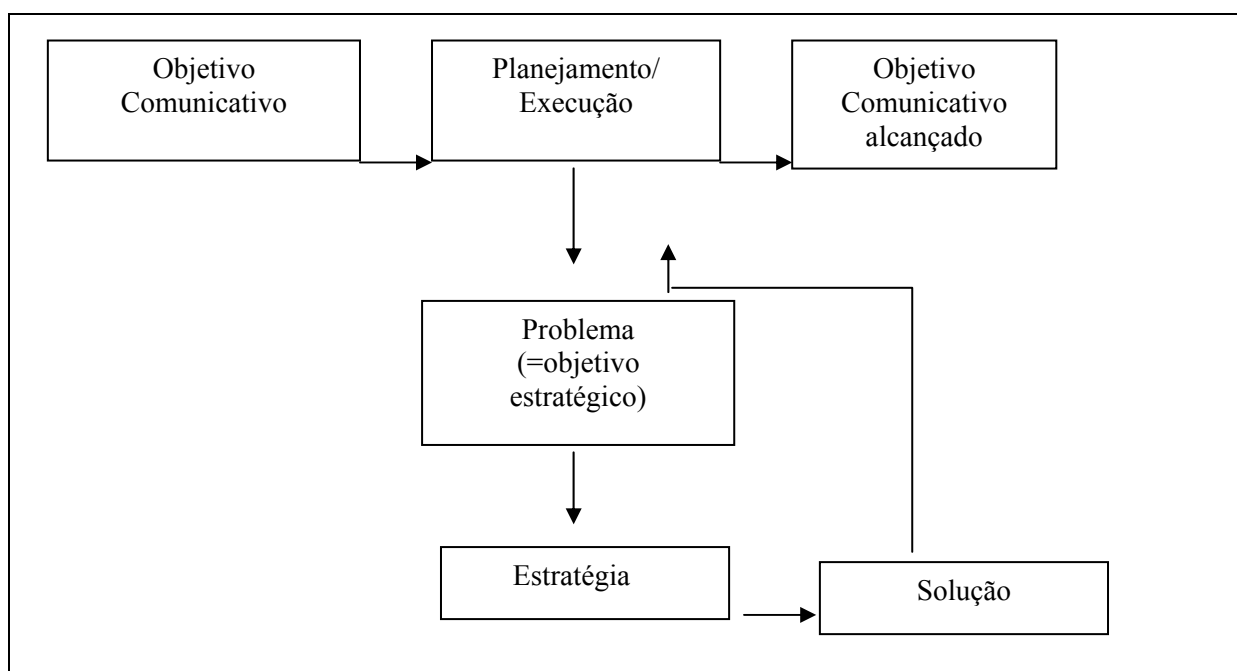 Objetivo
Comunicativo
Planejamento/
Execução
Objetivo
Comunicativo
alcançado
Problema
(=objetivo
estratégico)
Estratégia
Solução